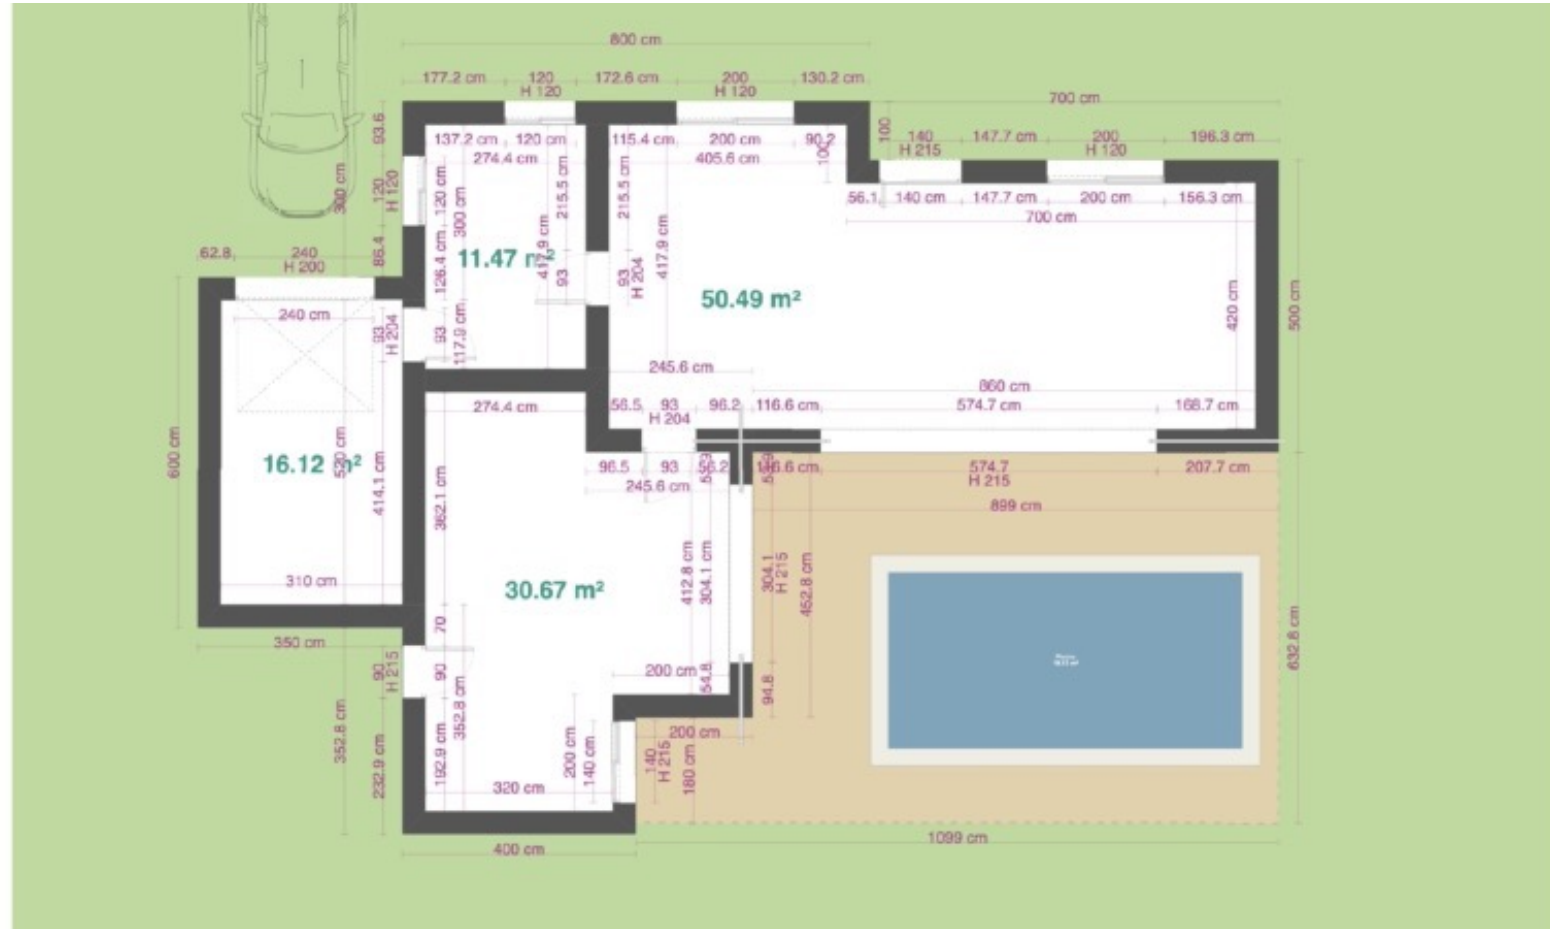 800 cm
177.2 cm
120
H 120
172.6 cm
200
H 120
130.2 cm
700 cm
100
140
H 215
147.7 cm
200
H 120
196.3 cm
93.6
137.2 cm
120 cm
274.4 cm
115.4 cm
200 cm
90.2
405.6 cm
100
56.1
140 cm
147.7 cm
200 cm
156.3 cm
700 cm
300 cm
120
H 120
120 cm
300 cm
215.5 cm
215.5 cm
417.9 cm
417.9 cm
86.4
126.4 cm
11.47 m²
93
93
H 204
50.49 m²
62.8
240
H 200
240 cm
93
H 204
93
117.9 cm
420 cm
500 cm
245.6 cm
860 cm
274.4 cm
56.5
93
H 204
96.2
116.6 cm
574.7 cm
166.7 cm
600 cm
16.12 m²
520 cm
414.1 cm
362.1 cm
96.5
93
56.2
245.6 cm
116.6 cm
574.7
H 215
207.7 cm
899 cm
310 cm
30.67 m²
412.8 cm
304.1 cm
304.1
H 215
452.8 cm
350 cm
70
90
H 215
90
352.8 cm
200 cm
54.8
94.8
632.8 cm
352.8 cm
232.9 cm
192.9 cm
320 cm
200 cm
140 cm
140
H 215
200 cm
180 cm
400 cm
1099 cm